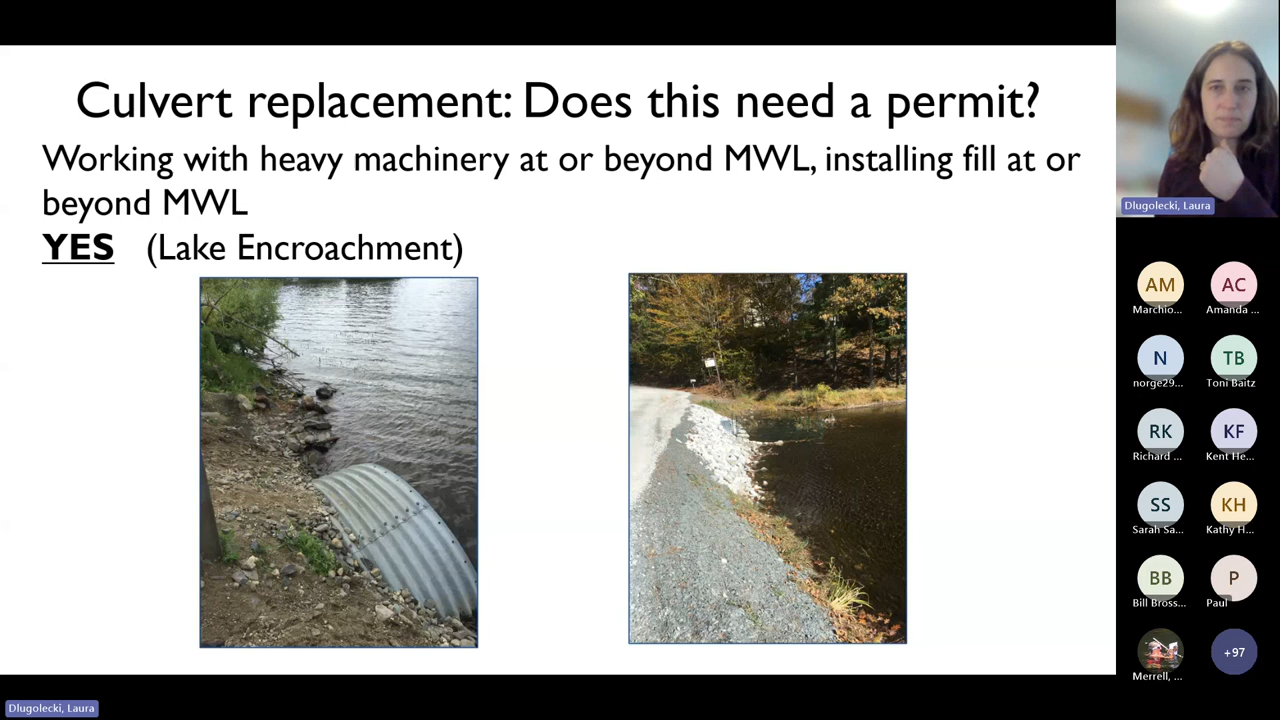 Culvert replacement: Does this need a permit?
Working with heavy machinery at or beyond MWL, installing fill at or
beyond MWL
YES (Lake Encroachment)
Dlugolecki, Laura
AM
Marchio...
AC
Amanda ...
N
norge29...
TB
Toni Baitz
RK
Richard ...
KF
Kent He...
SS
Sarah Sa...
KH
Kathy H...
BB
Bill Bross...
P
Paul
Merrell, ...
+97
Dlugolecki, Laura